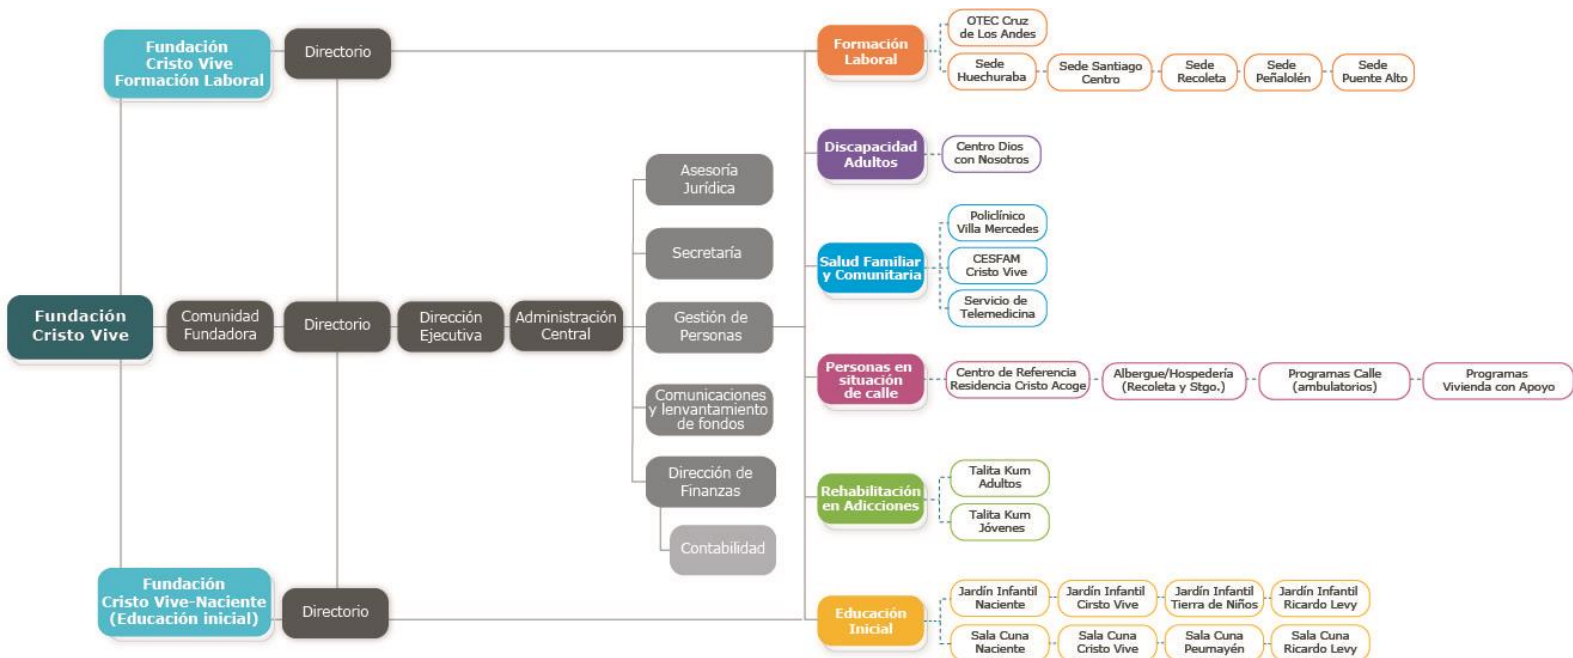 Fundación
Cristo Vive
Formación Laboral
Directorio
Fundación
Cristo Vive
Comunidad
Fundadora
Directorio
Dirección
Ejecutiva
Administración
Central
Fundación
Cristo Vive-Naciente
(Educación inicial)
Directorio
Asesoría
Jurídica
Secretaría
Gestión de
Personas
Comunicaciones
y lenvantamiento
de fondos
Dirección de
Finanzas
Contabilidad
Formación
Laboral
OTEC Cruz
de Los Andes
Sede
Huechuraba
Sede Santiago
Centro
Sede
Recoleta
Sede
Peñalolén
Sede
Puente Alto
Discapacidad
Adultos
Centro Dios
con Nosotros
Salud Familiar
y Comunitaria
Policlínico
Villa Mercedes
CESFAM
Cristo Vive
Servicio de
Telemedicina
Personas en
situación
de calle
Centro de Referencia
Residencia Cristo Acoge
Albergue/Hospedería
(Recoleta y Stgo.)
Programas Calle
(ambulatorios)
Programas
Vivienda con Apoyo
Rehabilitación
en Adicciones
Talita Kum
Adultos
Talita Kum
Jóvenes
Educación
Inicial
Jardín Infantil
Naciente
Jardín Infantil
Cirsto Vive
Jardín Infantil
Tierra de Niños
Jardín Infantil
Ricardo Levy
Sala Cuna
Naciente
Sala Cuna
Cristo Vive
Sala Cuna
Peumayén
Sala Cuna
Ricardo Levy